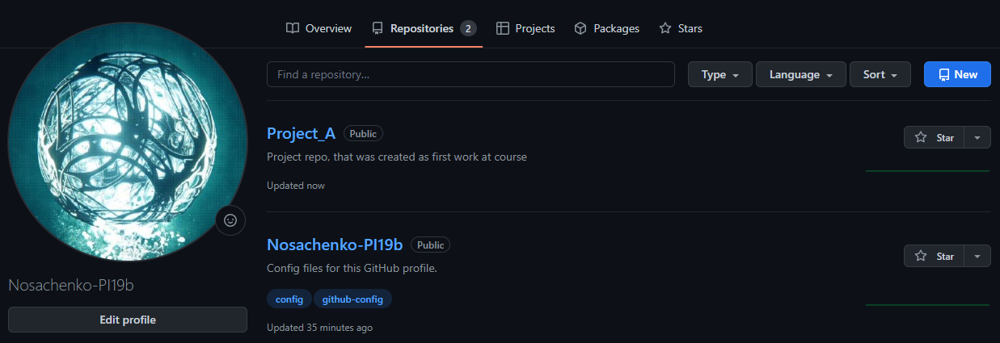 Overview Repositories 2 Projects Packages Stars
Find a repository... Type Language Sort New
Project_A Public Star
Project repo, that was created as first work at course
Updated now
Nosachenko-PI19b Public Star
Config files for this GitHub profile.
config github-config
Updated 35 minutes ago
Nosachenko-PI19b
Edit profile